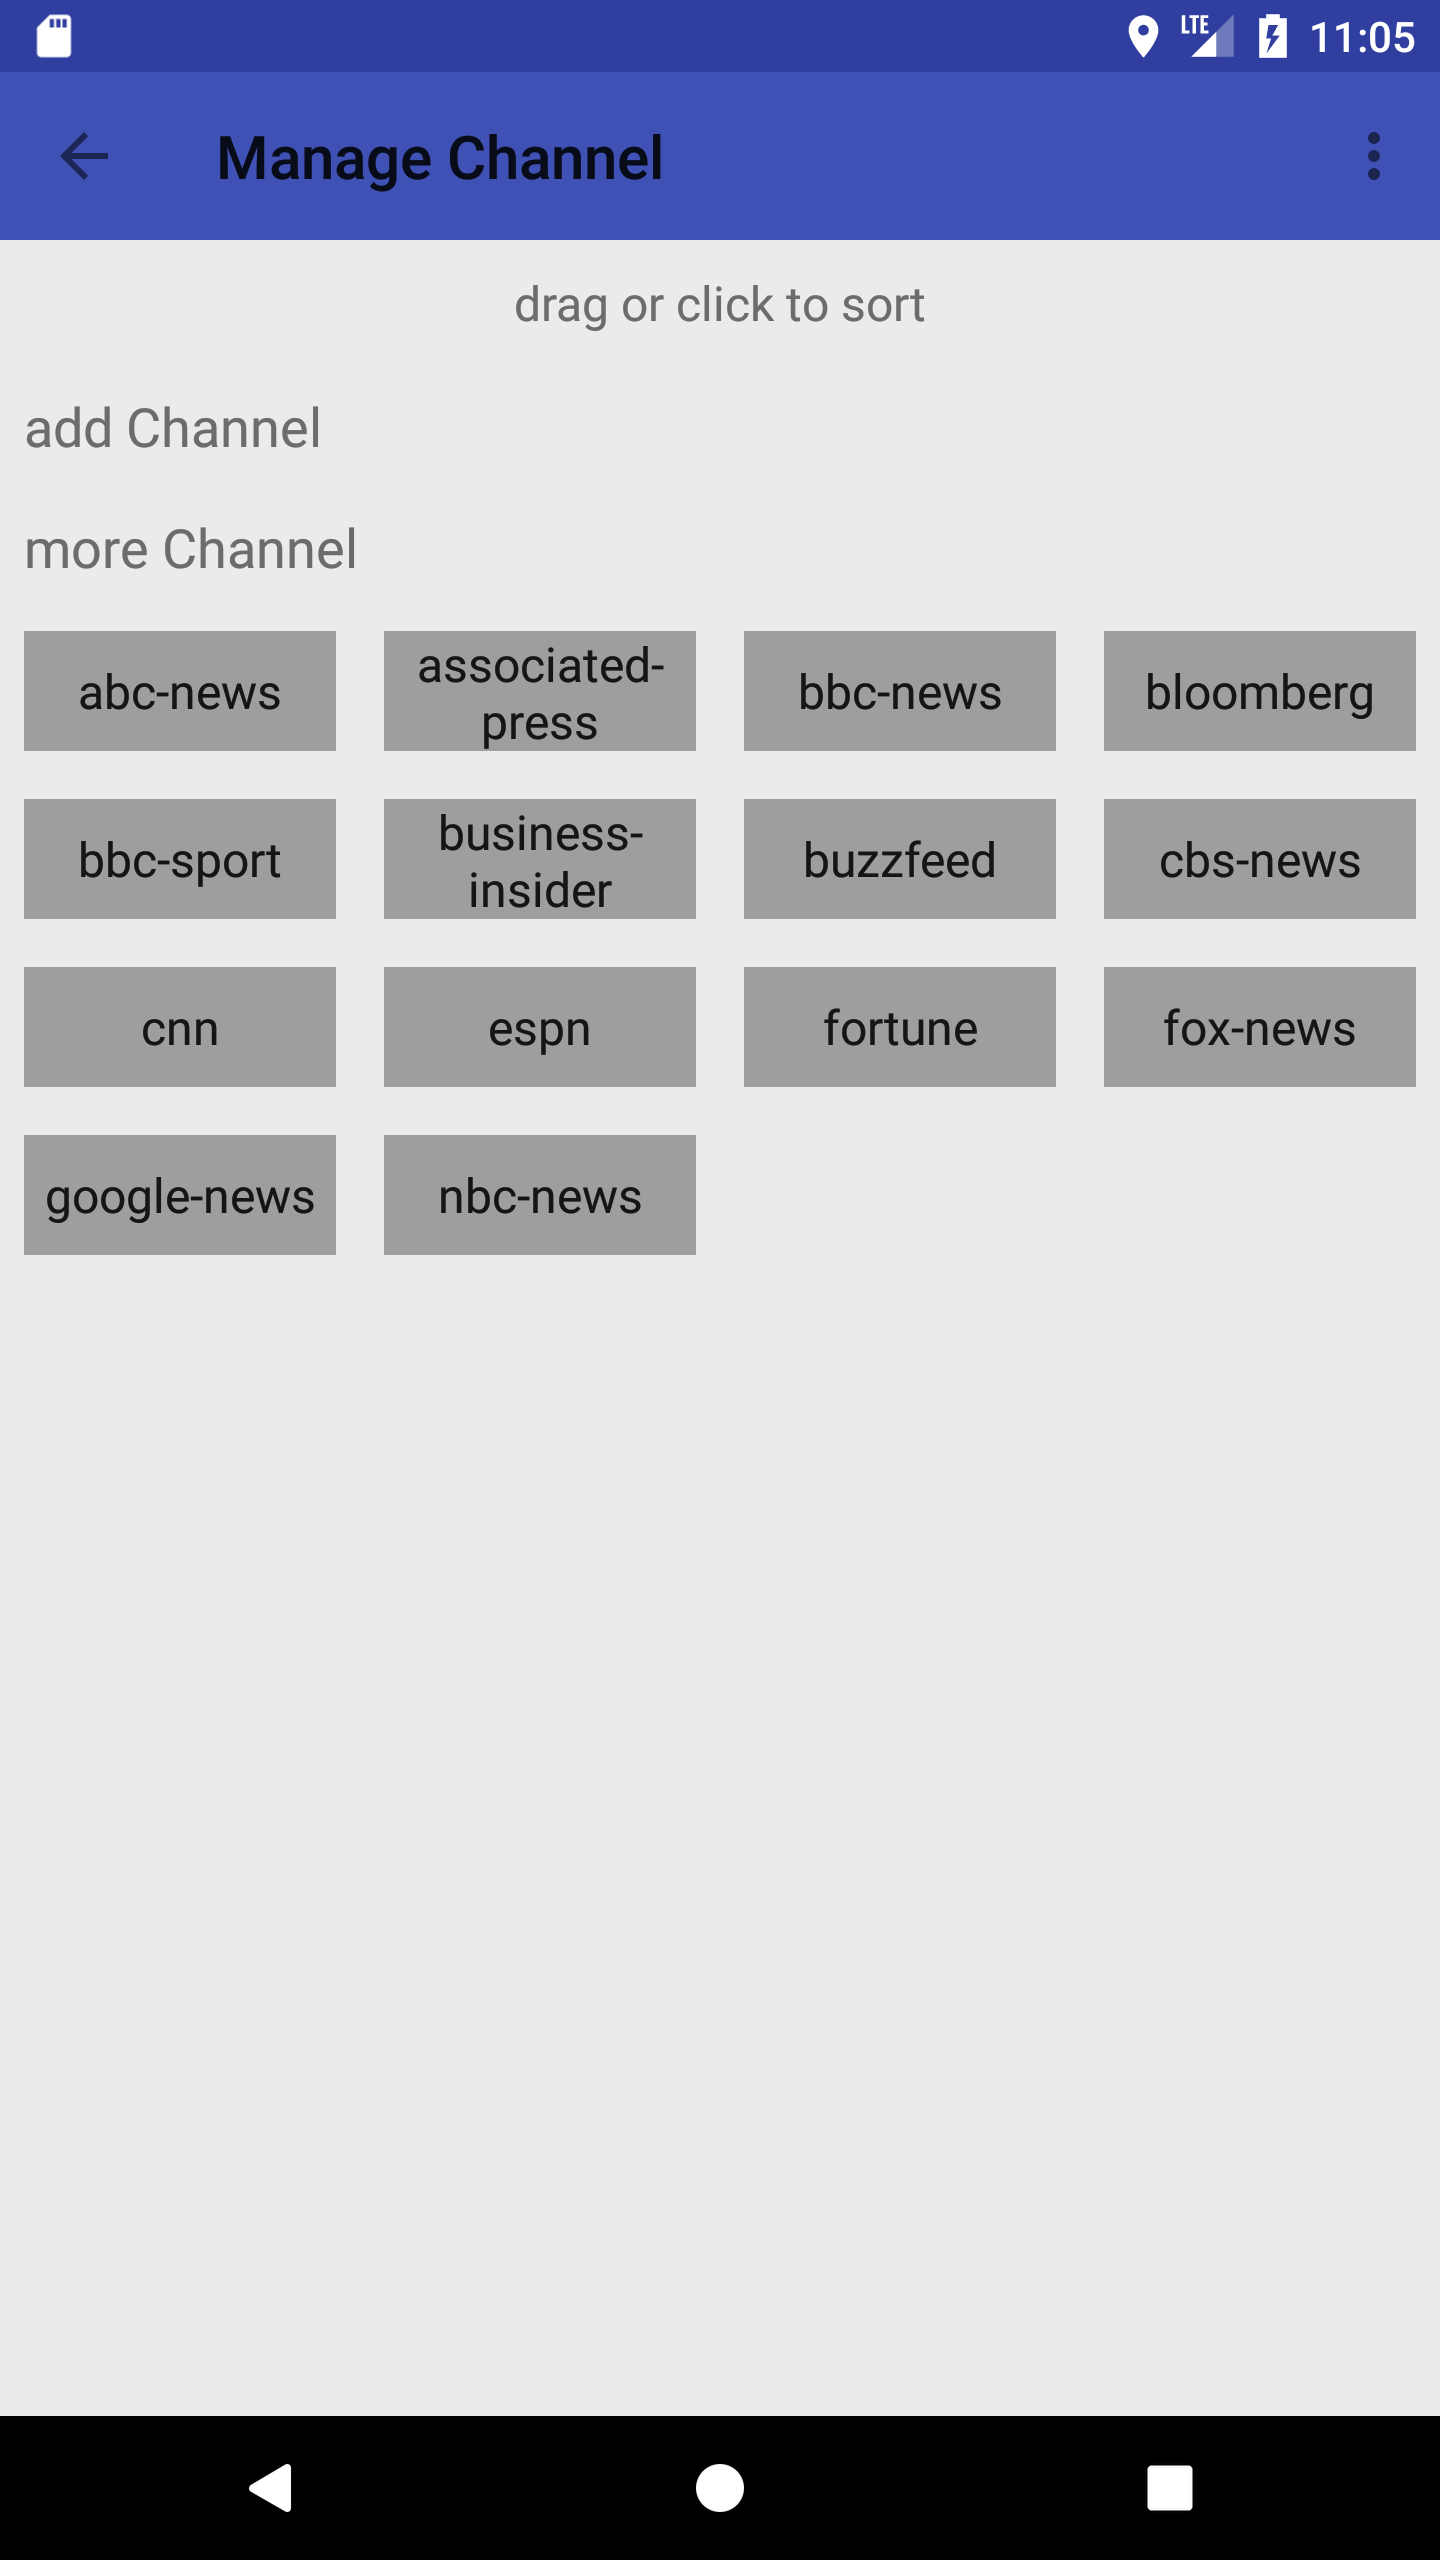 LTE 11:05
Manage Channel
drag or click to sort
add Channel
more Channel
abc-news
associated-
press
bbc-news
bloomberg
bbc-sport
business-
insider
buzzfeed
cbs-news
cnn
espn
fortune
fox-news
google-news
nbc-news